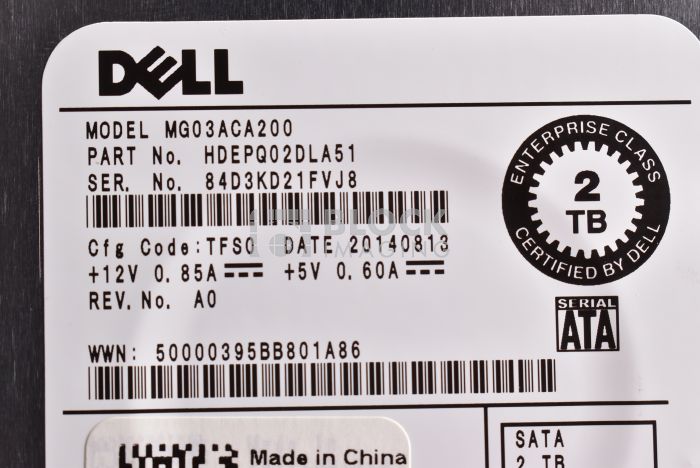 DELL
MODEL MG03ACA200
PART No. HDEPQ02DLA51
SER. No. 84D3KD21FVJ8
Cfg Code:TFS0 DATE 20140813
+12V 0.85A +5V 0.60A
REV.No. A0
WWN: 50000395BB801A86
ENTERPRISE CLASS
2
TB
CERTIFIED BY DELL
SERIAL
ATA
BLOCK
IMAGING
Made in China
SATA
2 TB